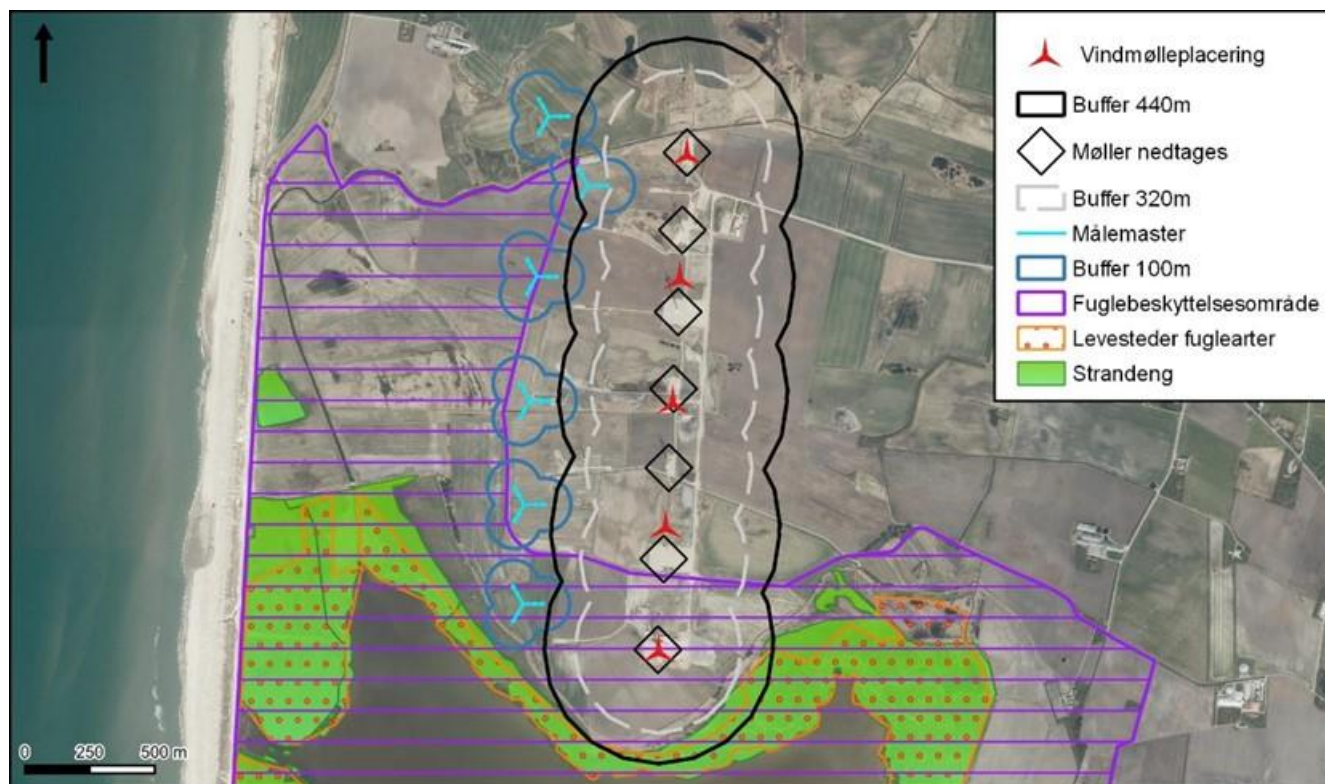 Vindmølleplacering
Buffer 440m
Møller nedtages
Buffer 320m
Målemaster
Buffer 100m
Fuglebeskyttelsesområde
Levesteder fuglearter
Strandeng
0 250 500 m